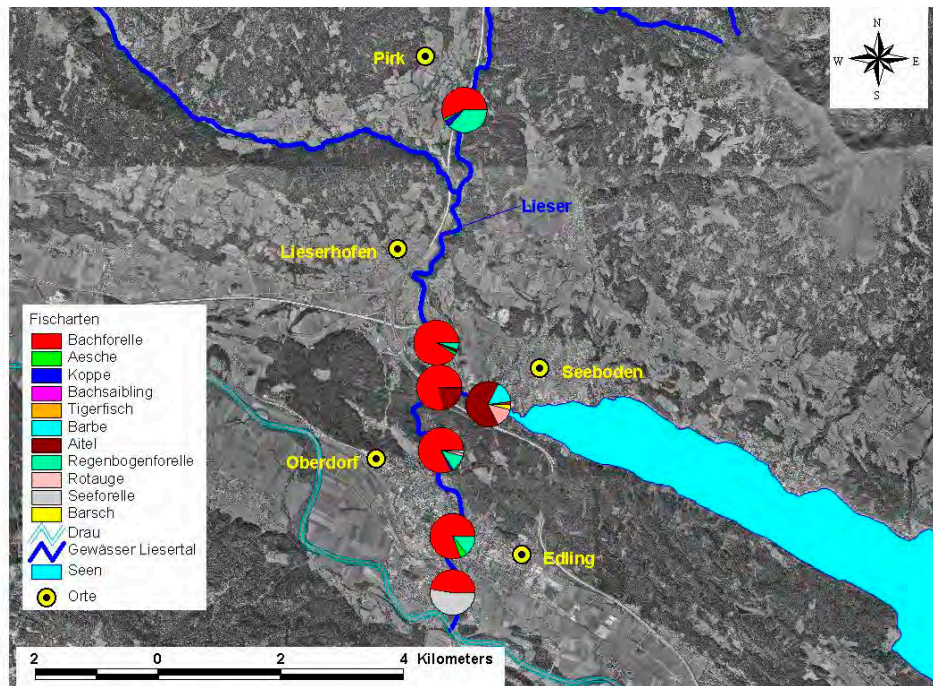 N
W E
S
Pirk
Lieser
Lieserhofen
Seeboden
Oberdorf
Edling
Fischarten
Bachforelle
Aesche
Koppe
Bachsaibling
Tigerfisch
Barbe
Aitel
Regenbogenforelle
Rotauge
Seeforelle
Barsch
Drau
Gewässer Liesertal
Seen
Orte
2 0 2 4 Kilometers